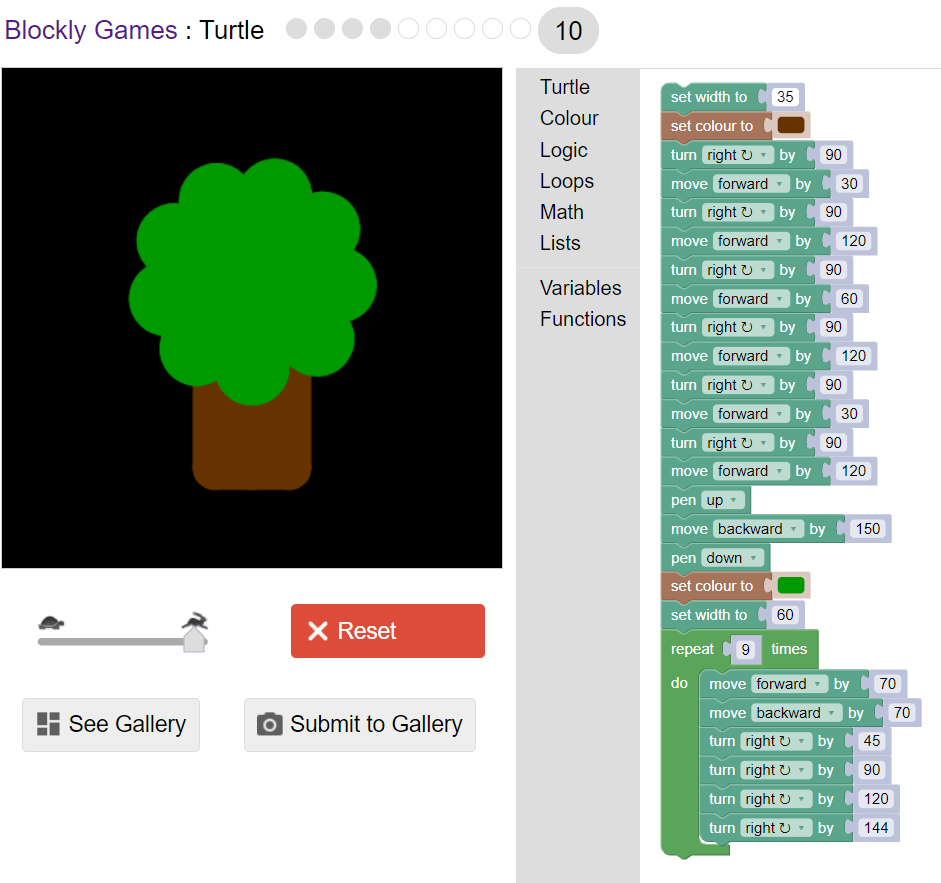 Blockly Games : Turtle 10
Turtle
Colour
Logic
Loops
Math
Lists
Variables
Functions
set width to 35
set colour to
turn right ↻ by 90
move forward by 30
turn right ↻ by 90
move forward by 120
turn right ↻ by 90
move forward by 60
turn right ↻ by 90
move forward by 120
turn right ↻ by 90
move forward by 30
turn right ↻ by 90
move forward by 120
pen up
move backward by 150
pen down
set colour to
set width to 60
repeat 9 times
do move forward by 70
move backward by 70
turn right ↻ by 45
turn right ↻ by 90
turn right ↻ by 120
turn right ↻ by 144
Reset
See Gallery
Submit to Gallery